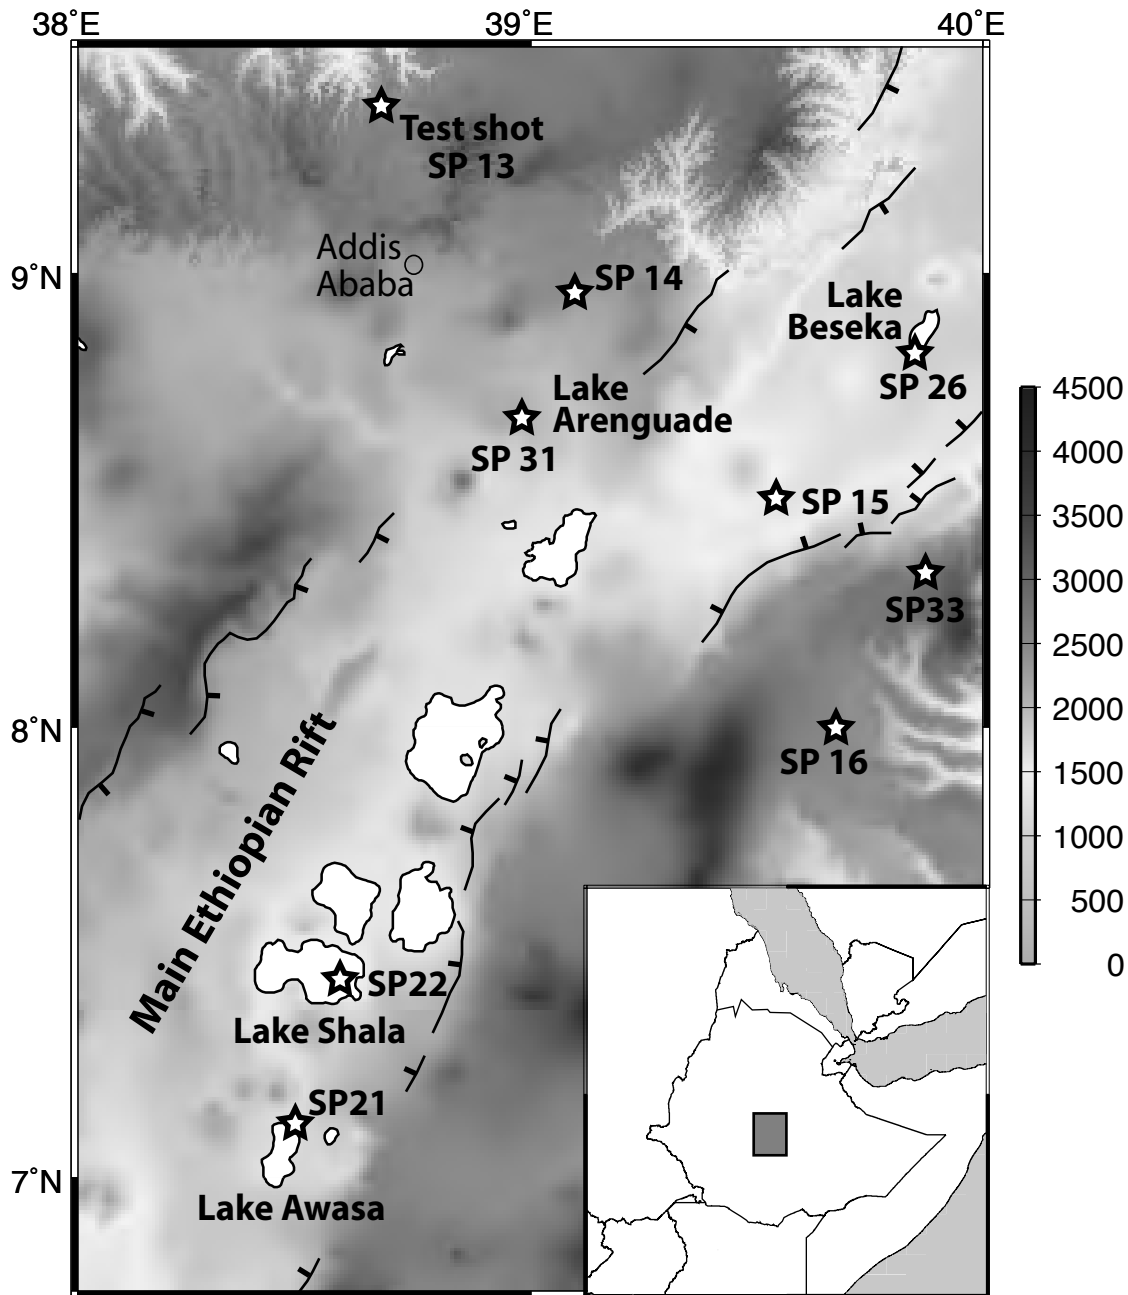 38˚E
39˚E
40˚E
Test shot
SP 13
Addis
Ababa
9˚N
SP 14
Lake
Beseka
SP 26
Lake
Arenguade
SP 31
SP 15
SP33
8˚N
SP 16
Main Ethiopian Rift
SP22
Lake Shala
SP21
7˚N
Lake Awasa
4500
4000
3500
3000
2500
2000
1500
1000
500
0